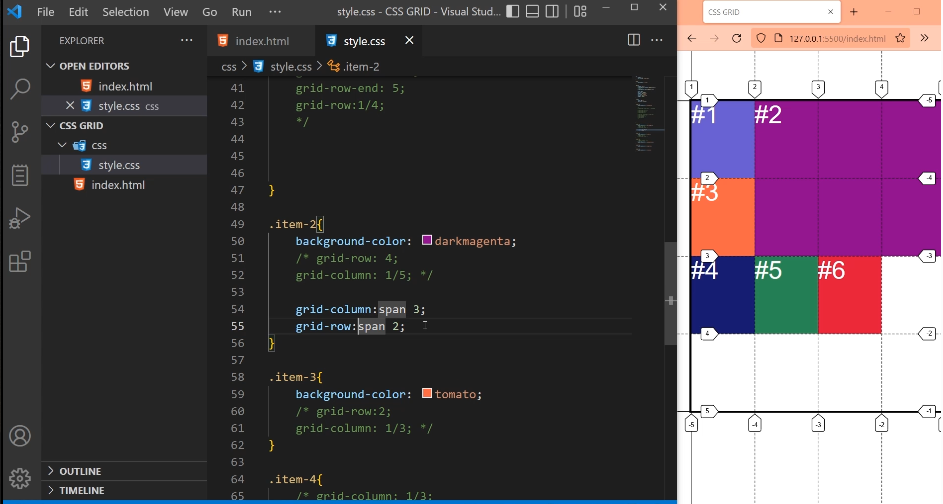 File Edit Selection View Go Run ··· style.css - CSS GRID - Visual Stud...
EXPLORER ···
OPEN EDITORS
index.html
style.css css
CSS GRID
css
style.css
index.html
OUTLINE
TIMELINE
index.html
style.css
css > style.css > .item-2
41 grid-row-end: 5;
42 grid-row:1/4;
43 */
44
45
46
47 }
48
49 .item-2{
50 background-color: darkmagenta;
51 /* grid-row: 4;
52 grid-column: 1/5; */
53
54 grid-column:span 3;
55 grid-row:span 2;
56 }
57
58 .item-3{
59 background-color: tomato;
60 /* grid-row:2;
61 grid-column: 1/3; */
62 }
63
64 .item-4{
65 /* grid-column: 1/3;
CSS GRID
127.0.0.1:5500/index.html
1 2 3 4
1 -5
#1 #2
2 -4
#3
3 -3
#4 #5 #6
4 -2
5 -1
-5 -4 -3 -2